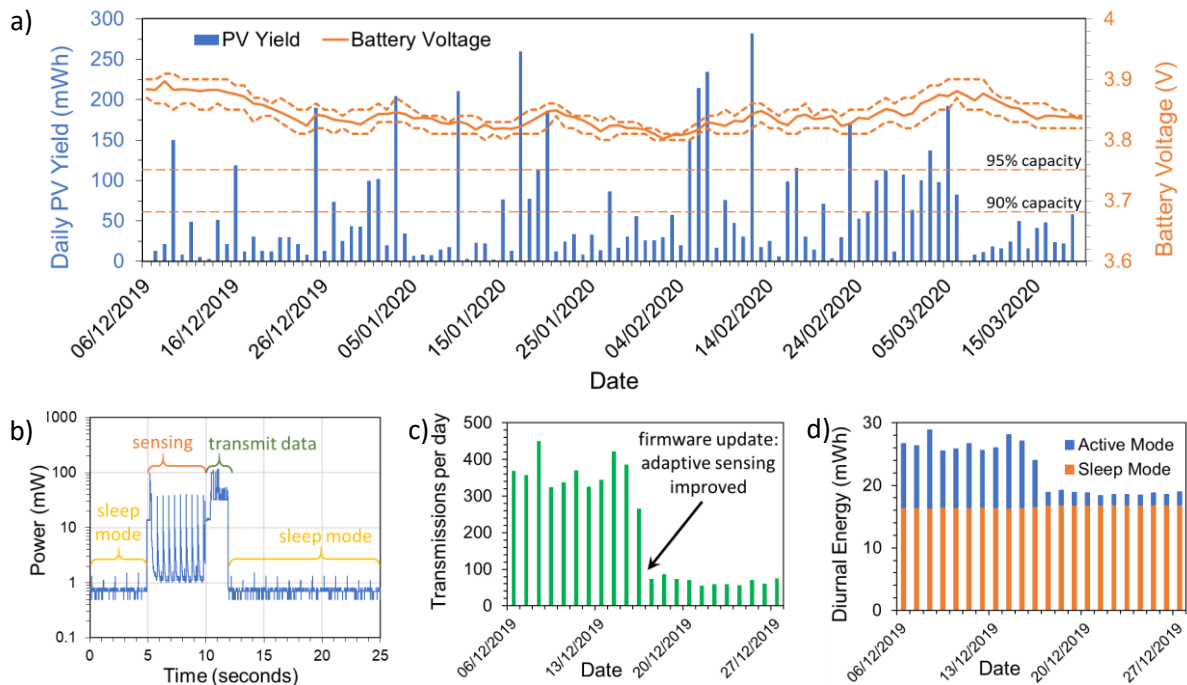 a)
300
250
200
150
100
50
0
Daily PV Yield (mWh)
PV Yield
Battery Voltage
95% capacity
90% capacity
4
3.9
3.8
3.7
3.6
Battery Voltage (V)
06/12/2019
16/12/2019
26/12/2019
05/01/2020
15/01/2020
25/01/2020
04/02/2020
14/02/2020
24/02/2020
05/03/2020
15/03/2020
Date
b)
1000
100
10
1
0.1
Power (mW)
sensing
transmit data
sleep
mode
sleep mode
0
5
10
15
20
25
Time (seconds)
c)
500
400
300
200
100
0
Transmissions per day
firmware update:
adaptive sensing
improved
06/12/2019
13/12/2019
20/12/2019
27/12/2019
Date
d)
30
20
10
0
Diurnal Energy (mWh)
Active Mode
Sleep Mode
06/12/2019
13/12/2019
20/12/2019
27/12/2019
Date